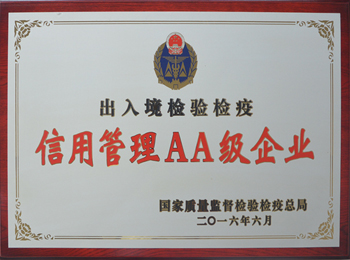 出入境检验检疫
信用管理AA级企业
国家质量监督检验检疫总局
二〇一六年六月